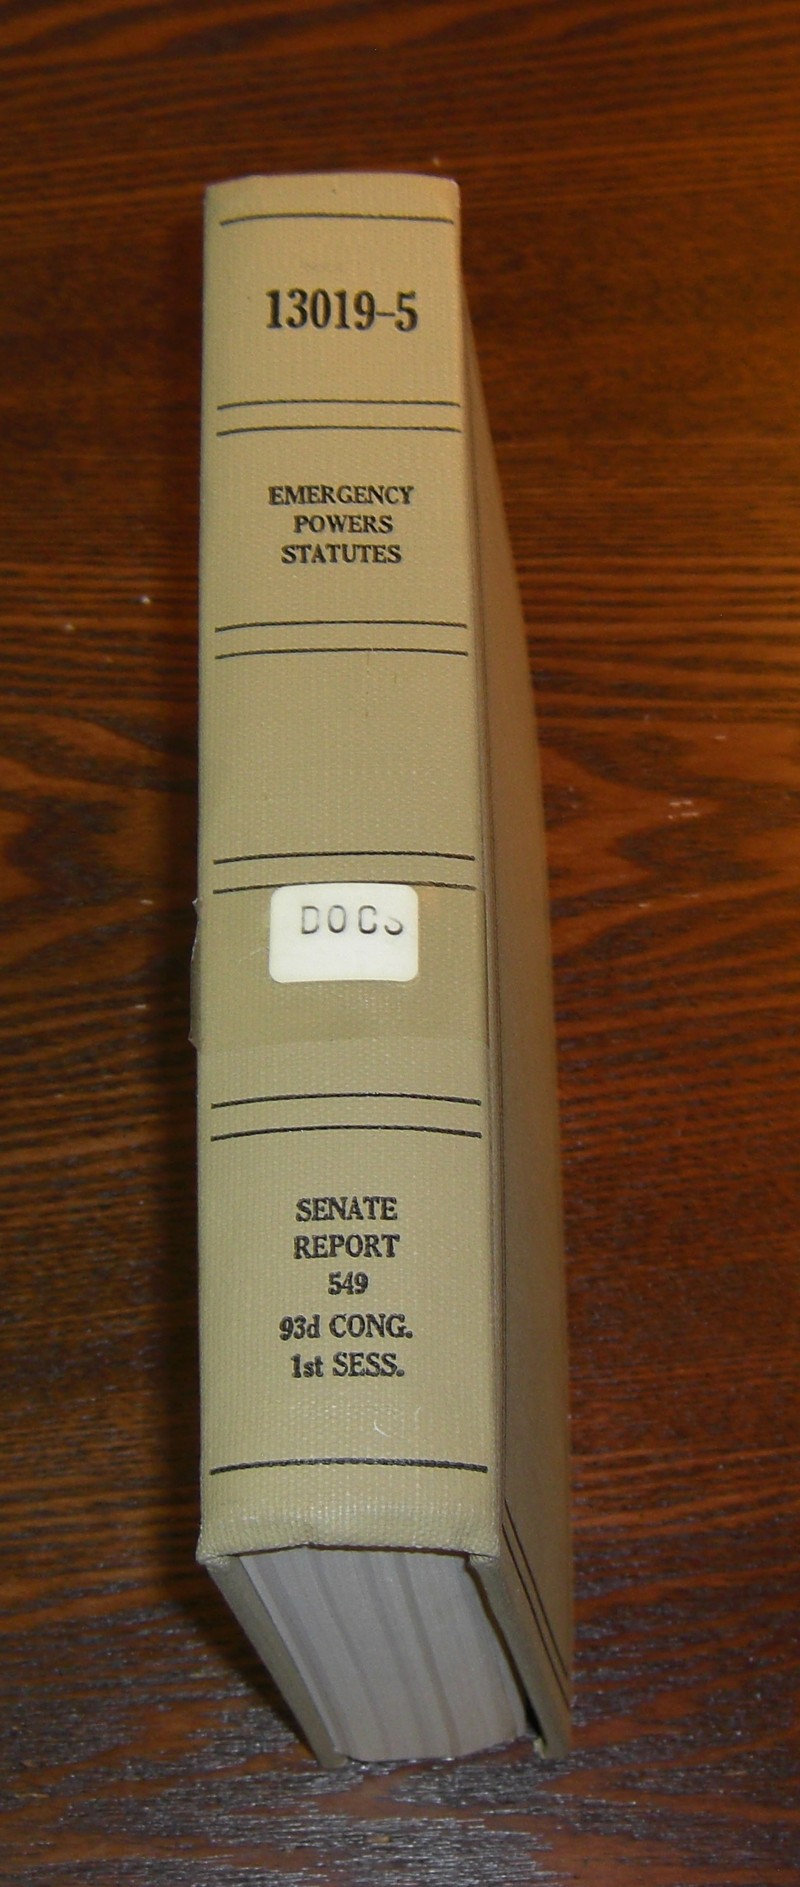 13019–5
EMERGENCY
POWERS
STATUTES
DOCS
SENATE
REPORT
549
93d CONG.
1st SESS.